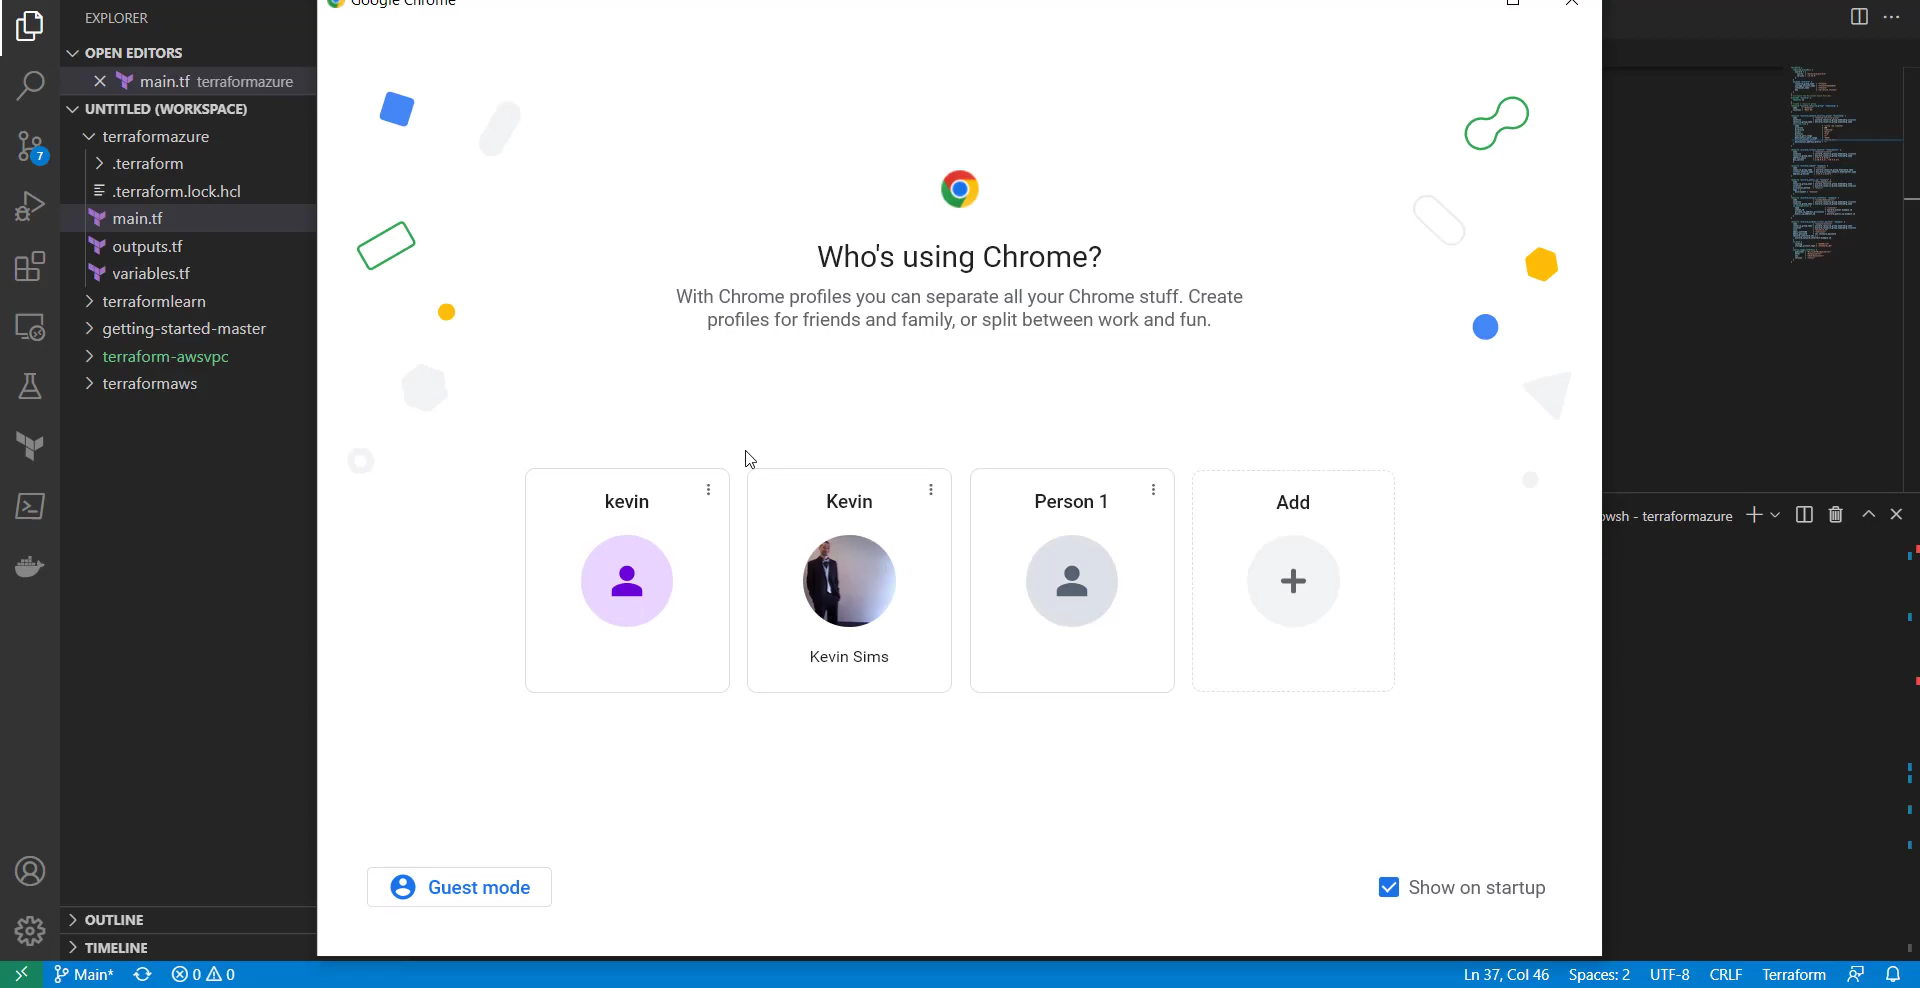 EXPLORER
OPEN EDITORS
main.tf terraformazure
UNTITLED (WORKSPACE)
terraformazure
.terraform
.terraform.lock.hcl
main.tf
outputs.tf
variables.tf
terraformlearn
getting-started-master
terraform-awsvpc
terraformaws
OUTLINE
TIMELINE
7
Google Chrome
Who's using Chrome?
With Chrome profiles you can separate all your Chrome stuff. Create
profiles for friends and family, or split between work and fun.
kevin
Kevin
Kevin Sims
Person 1
Add
Guest mode
Show on startup
- terraformazure
Main*
0 0
Ln 37, Col 46
Spaces: 2
UTF-8
CRLF
Terraform